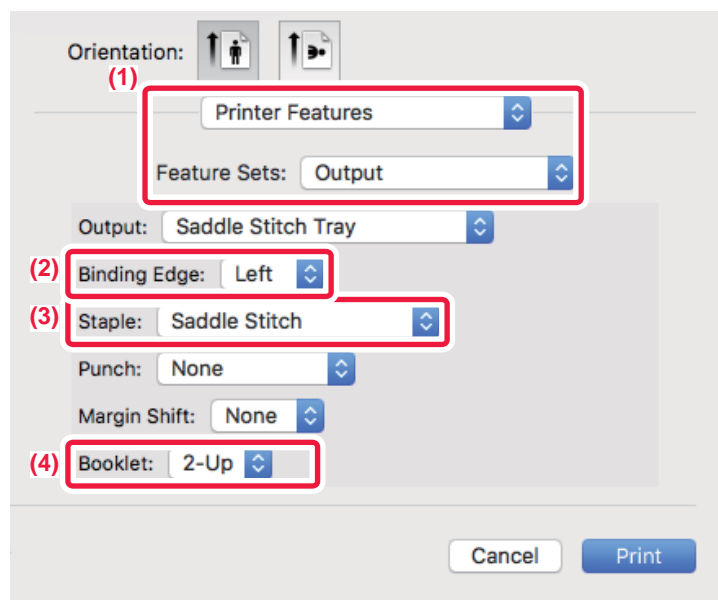 Orientation:
(1)
Printer Features
Feature Sets: Output
Output: Saddle Stitch Tray
(2) Binding Edge: Left
(3) Staple: Saddle Stitch
Punch: None
Margin Shift: None
(4) Booklet: 2-Up
Cancel Print